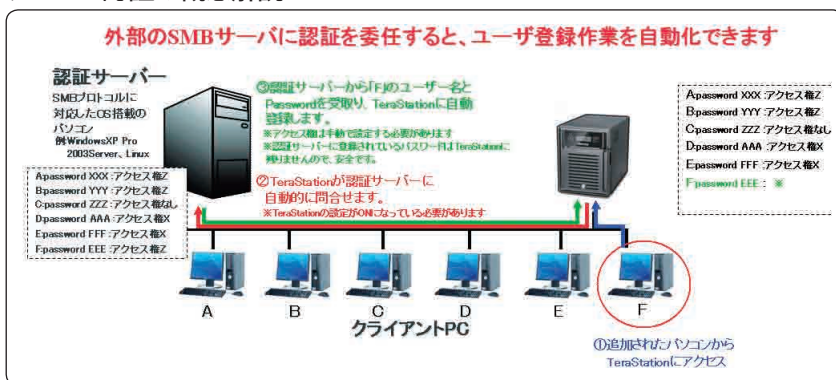 外部のSMBサーバに認証を委任すると、ユーザ登録作業を自動化できます
認証サーバー
SMBプロトコルに
対応したOS搭載の
パソコン
例 WindowsXP Pro
2003Server、Linux
A:password XXX :アクセス権Z
B:password YYY :アクセス権Z
C:password ZZZ :アクセス権なし
D:password AAA :アクセス権X
E:password FFF :アクセス権X
F:password EEE :アクセス権Z
③認証サーバーから「F」のユーザー名と
Passwordを受取り、TeraStationに自動
登録します。
※アクセス権は手動で設定する必要があります
※認証サーバーに登録されているパスワードはTeraStationに
残りませんので、安全です。
②TeraStationが認証サーバーに
自動的に問合せます。
※TeraStationの設定がONになっている必要があります
A:password XXX :アクセス権Z
B:password YYY :アクセス権Z
C:password ZZZ :アクセス権なし
D:password AAA :アクセス権X
E:password FFF :アクセス権X
F:password EEE : ※
A B C D E F
クライアントPC
①追加されたパソコンから
TeraStationにアクセス